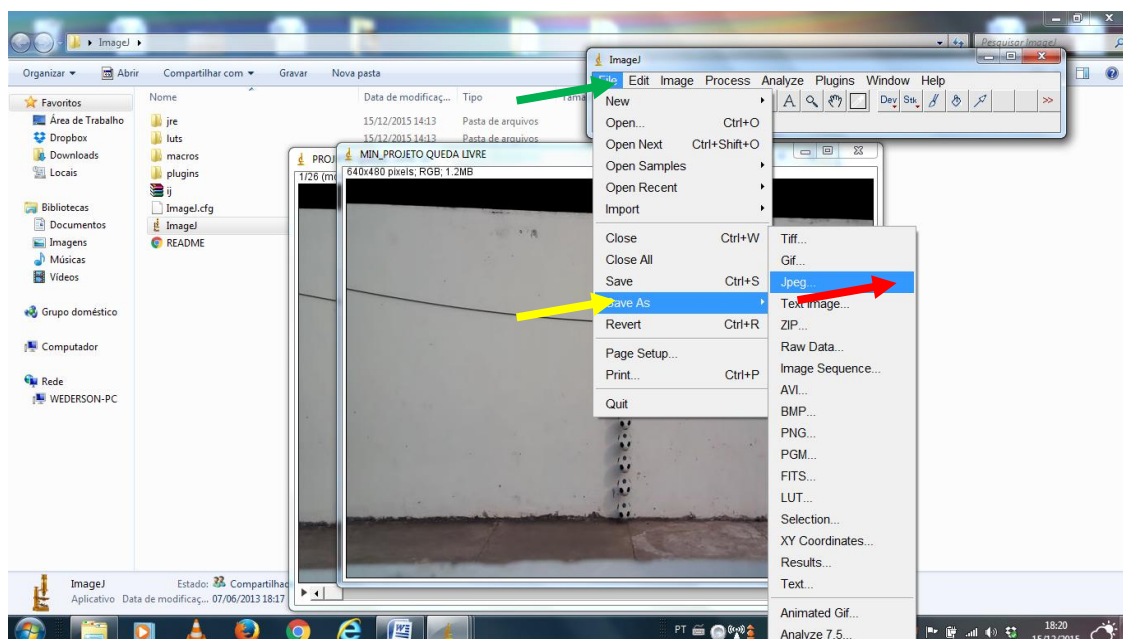 ImageJ
Pesquisar ImageJ
Organizar
Abrir
Compartilhar com
Gravar
Nova pasta
Favoritos
Área de Trabalho
Dropbox
Downloads
Locais
Bibliotecas
Documentos
Imagens
Músicas
Vídeos
Grupo doméstico
Computador
Rede
WEDERSON-PC
Nome
Data de modificaç...
Tipo
jre
15/12/2015 14:13
Pasta de arquivos
luts
15/12/2015 14:13
Pasta de arquivos
macros
plugins
ij
ImageJ.cfg
ImageJ
README
1/26
MIN_PROJETO QUEDA LIVRE
640x480 pixels; RGB; 1.2MB
ImageJ
File Edit Image Process Analyze Plugins Window Help
A Dev Stk >>
New
Open... Ctrl+O
Open Next Ctrl+Shift+O
Open Samples
Open Recent
Import
Close Ctrl+W
Close All
Save Ctrl+S
Save As
Revert Ctrl+R
Page Setup...
Print... Ctrl+P
Quit
Tiff...
Gif...
Jpeg...
Text Image...
ZIP...
Raw Data...
Image Sequence...
AVI...
BMP...
PNG...
PGM...
FITS...
LUT...
Selection...
XY Coordinates...
Results...
Text...
Animated Gif...
Analyze 7.5...
ImageJ Estado: Compartilhad
Aplicativo Data de modificaç... 07/06/2013 18:17
PT
18:20
15/12/2015